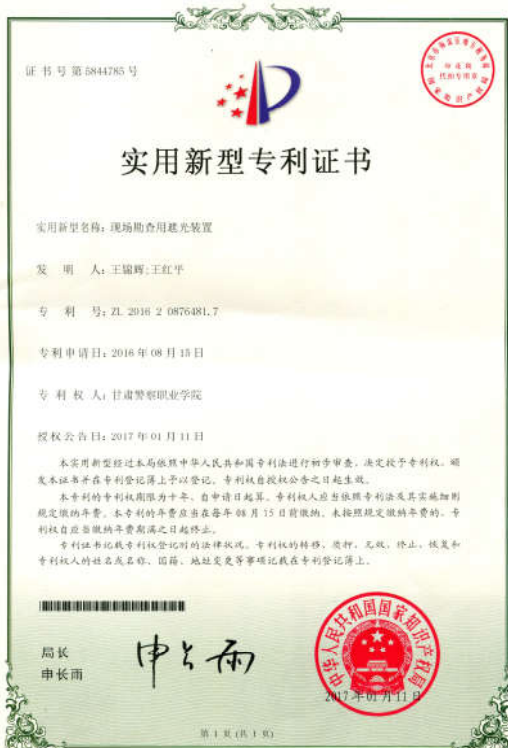 证书号第5844785号
实用新型专利证书
实用新型名称：现场勘查用遮光装置
发 明 人：王锦辉;王红平
专 利 号：ZL 2016 2 0876481.7
专利申请日：2016年08月15日
专 利 权 人：甘肃警察职业学院
授权公告日：2017年01月11日
本实用新型经过本局依照中华人民共和国专利法进行初步审查，决定授予专利权，颁
发本证书并在专利登记簿上予以登记。专利权自授权公告之日起生效。
本专利的专利权期限为十年，自申请日起算。专利权人应当依照专利法及其实施细则
规定缴纳年费。本专利的年费应当在每年08月15日前缴纳。未按照规定缴纳年费的，专
利权自应当缴纳年费期满之日起终止。
专利证书记载专利权登记时的法律状况。专利权的转移、质押、无效、终止、恢复和
专利权人的姓名或名称、国籍、地址变更等事项记载在专利登记簿上。
局长
申长雨
申长雨
中华人民共和国国家知识产权局
2017年01月11日
第1页(共1页)